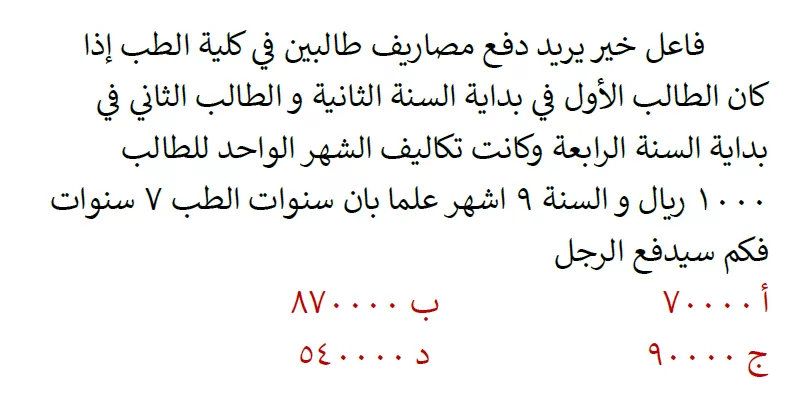 فاعل خير يريد دفع مصاريف طالبين في كلية الطب إذا
كان الطالب الأول في بداية السنة الثانية و الطالب الثاني في
بداية السنة الرابعة وكانت تكاليف الشهر الواحد للطالب
١٠٠٠ ريال و السنة ٩ اشهر علما بان سنوات الطب ٧ سنوات
فكم سيدفع الرجل
أ ٧٠٠٠٠ ب ٨٧٠٠٠٠
ج ٩٠٠٠٠ د ٥٤٠٠٠٠